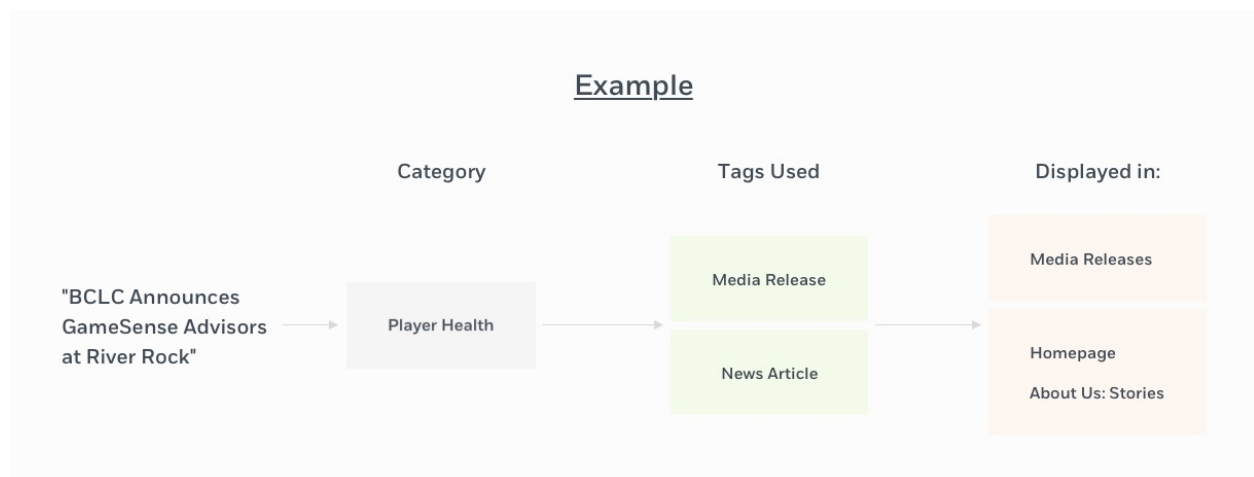 Example
Category
Tags Used
Displayed in:
"BCLC Announces
GameSense Advisors
at River Rock"
Player Health
Media Release
News Article
Media Releases
Homepage
About Us: Stories